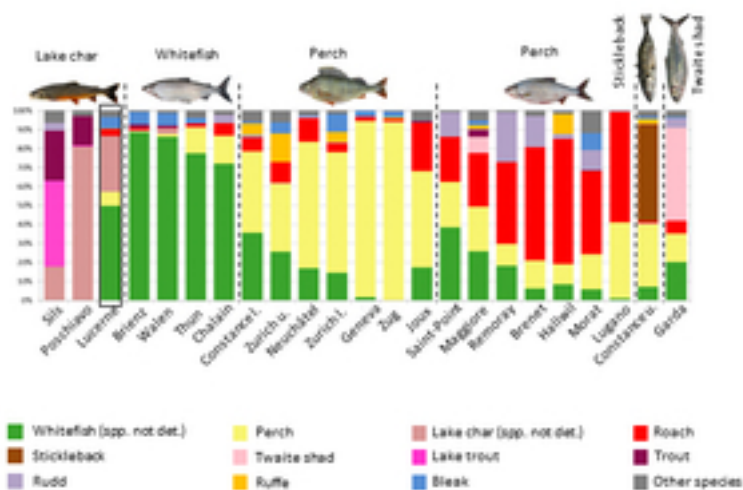 Lake char
Whitefish
Perch
Perch
Stickleback
Twaite shad
100%
90%
80%
70%
60%
50%
40%
30%
20%
10%
0%
Sils
Poschiavo
Lucerne
Brienz
Walen
Thun
Chalain
Constance l.
Zurich u.
Neuchâtel
Zurich l.
Geneva
Zug
Joux
Saint-Point
Maggiore
Remoray
Brenet
Hallwil
Morat
Lugano
Constance u.
Garda
Whitefish (spp. not det.)
Perch
Lake char (spp. not det.)
Roach
Stickleback
Twaite shad
Lake trout
Trout
Rudd
Ruffe
Bleak
Other species